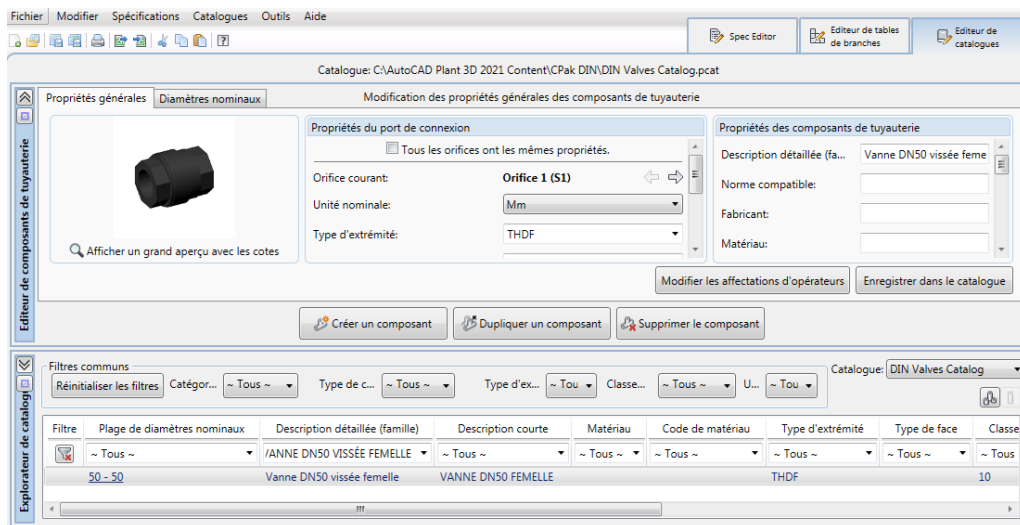 Fichier Modifier Spécifications Catalogues Outils Aide
Spec Editor
Editeur de tables
de branches
Editeur de
catalogues
Catalogue: C:\AutoCAD Plant 3D 2021 Content\CPak DIN\DIN Valves Catalog.pcat
Propriétés générales Diamètres nominaux Modification des propriétés générales des composants de tuyauterie
Editeur de composants de tuyauterie
Afficher un grand aperçu avec les cotes
Propriétés du port de connexion
Tous les orifices ont les mêmes propriétés.
Orifice courant: Orifice 1 (S1)
Unité nominale: Mm
Type d'extrémité: THDF
Propriétés des composants de tuyauterie
Description détaillée (fa... Vanne DN50 vissée feme
Norme compatible:
Fabricant:
Matériau:
Modifier les affectations d'opérateurs Enregistrer dans le catalogue
Créer un composant Dupliquer un composant Supprimer le composant
Explorateur de catalog
Filtres communs
Réinitialiser les filtres Catégor... ~ Tous ~ Type de c... ~ Tous ~ Type d'ex... ~ Tou Classe... ~ Tous ~ U... ~ Tou
Catalogue: DIN Valves Catalog
Filtre Plage de diamètres nominaux Description détaillée (famille) Description courte Matériau Code de matériau Type d'extrémité Type de face Classe
~ Tous ~ VANNE DN50 VISSÉE FEMELLE ~ Tous ~ ~ Tous ~ ~ Tous ~ ~ Tous ~ ~ Tous ~ ~ Tous
50 - 50 Vanne DN50 vissée femelle VANNE DN50 FEMELLE THDF 10